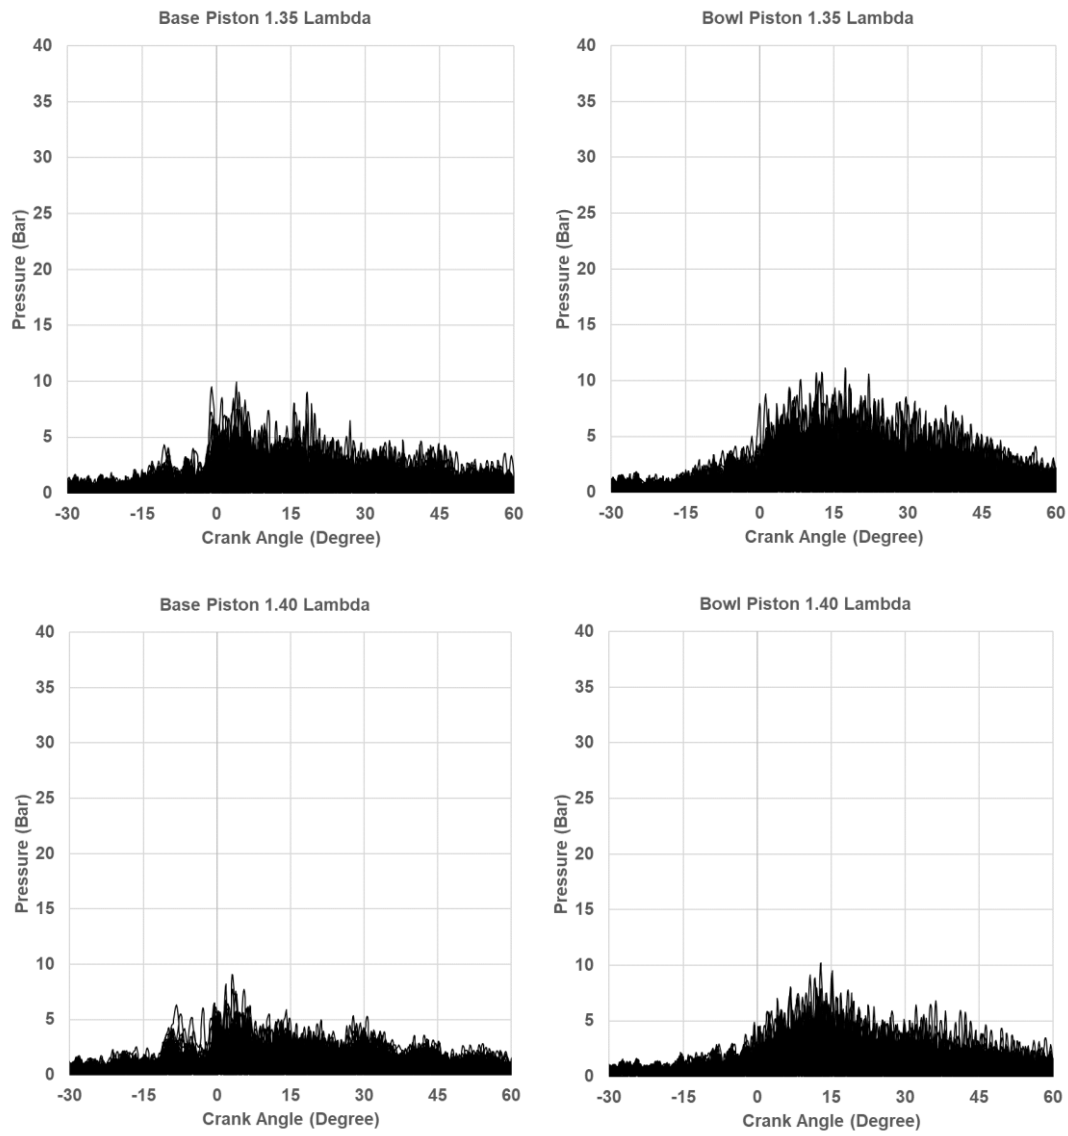 Base Piston 1.35 Lambda
40
35
30
25
20
15
10
5
0
Pressure (Bar)
-30 -15 0 15 30 45 60
Crank Angle (Degree)
Bowl Piston 1.35 Lambda
40
35
30
25
20
15
10
5
0
Pressure (Bar)
-30 -15 0 15 30 45 60
Crank Angle (Degree)
Base Piston 1.40 Lambda
40
35
30
25
20
15
10
5
0
Pressure (Bar)
-30 -15 0 15 30 45 60
Crank Angle (Degree)
Bowl Piston 1.40 Lambda
40
35
30
25
20
15
10
5
0
Pressure (Bar)
-30 -15 0 15 30 45 60
Crank Angle (Degree)